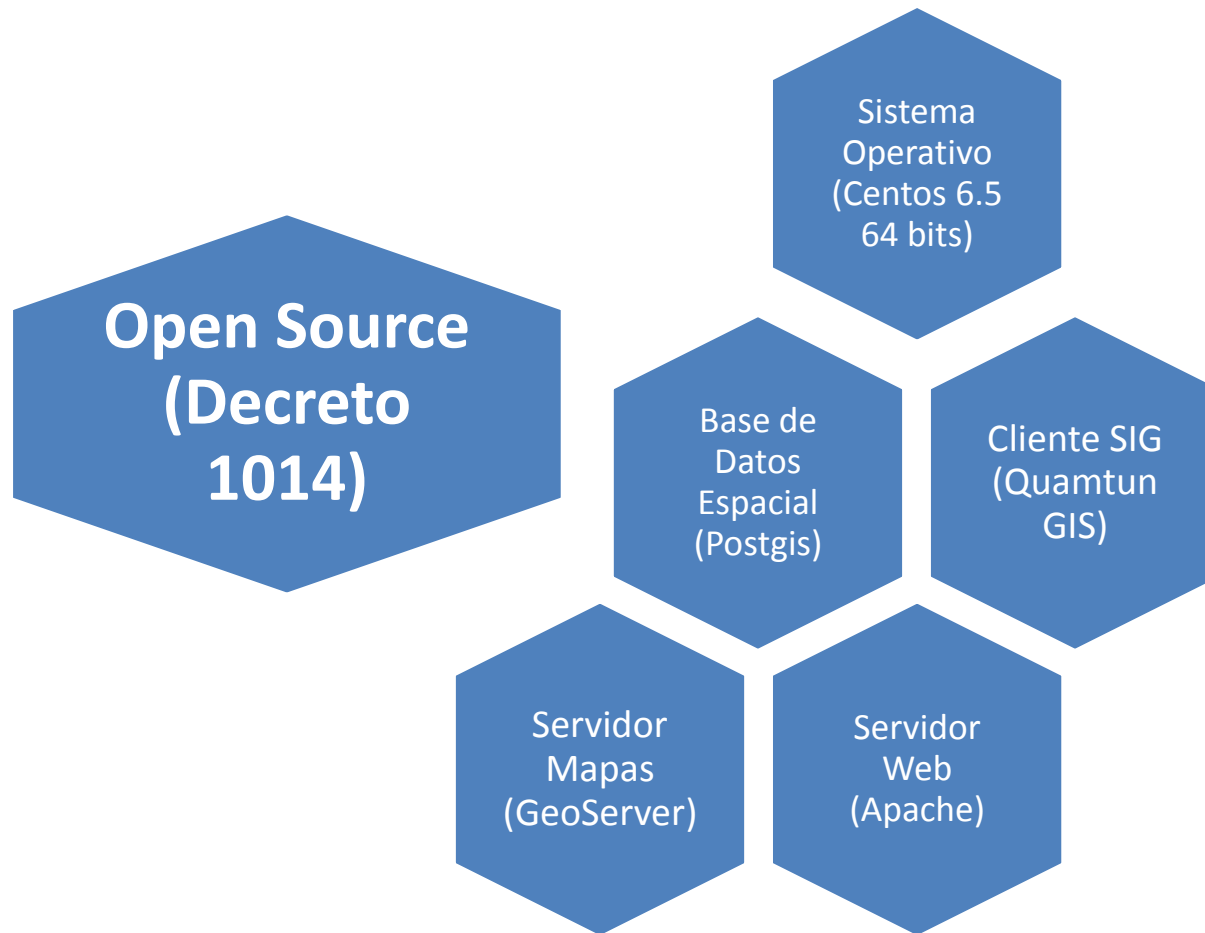 Open Source
(Decreto
1014)
Sistema
Operativo
(Centos 6.5
64 bits)
Base de
Datos
Espacial
(Postgis)
Cliente SIG
(Quamtun
GIS)
Servidor
Mapas
(GeoServer)
Servidor
Web
(Apache)